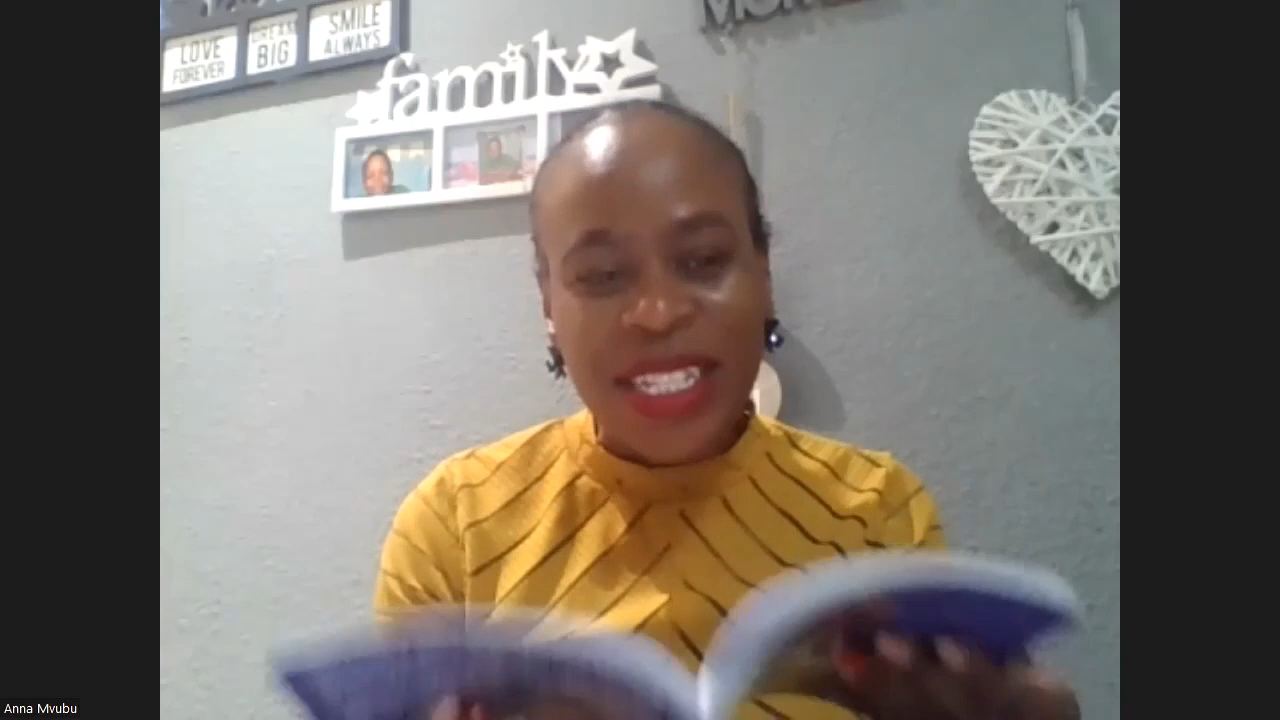 LOVE
FOREVER
DREAM
BIG
SMILE
ALWAYS
family
Anna Mvubu